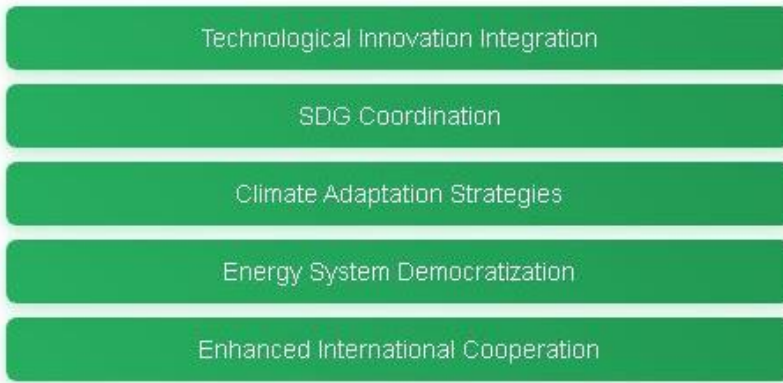 Technological Innovation Integration
SDG Coordination
Climate Adaptation Strategies
Energy System Democratization
Enhanced International Cooperation